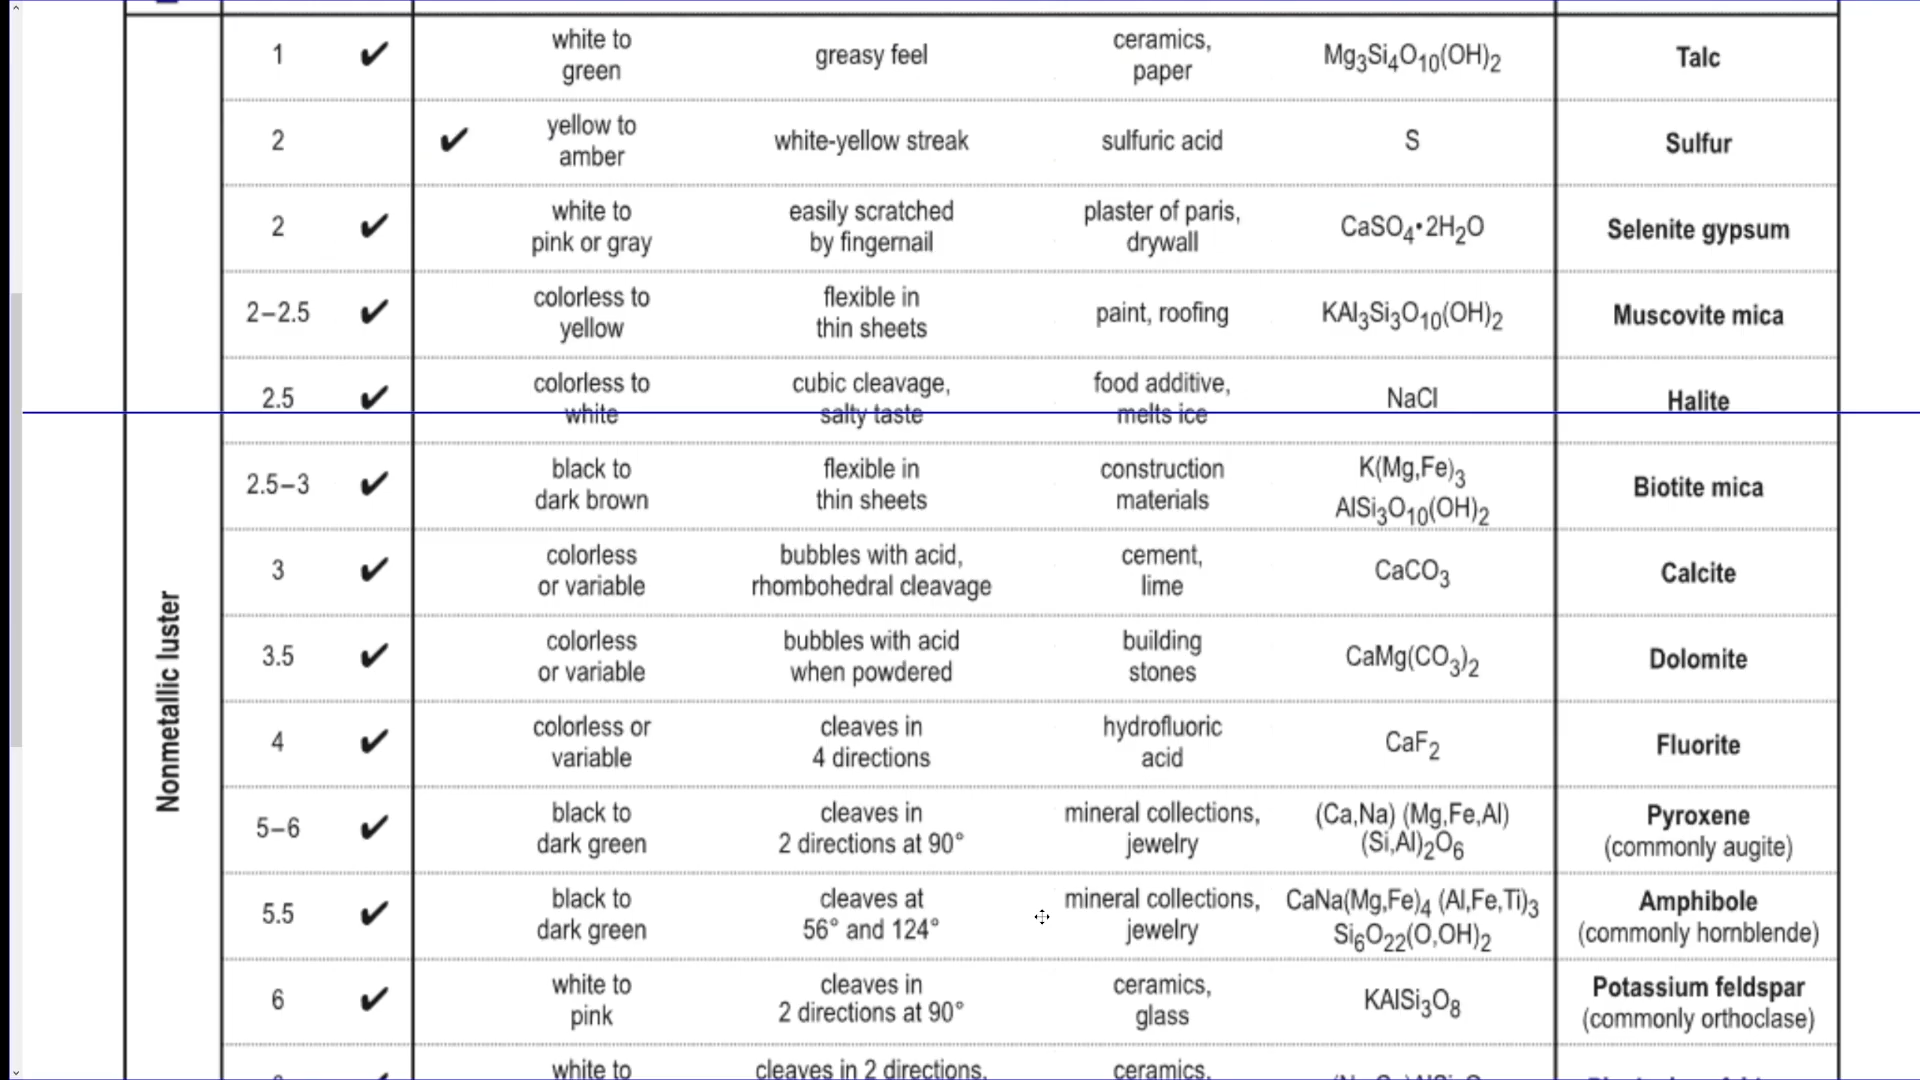 Nonmetallic luster
1 ✔ white to green greasy feel ceramics, paper Mg3Si4O10(OH)2 Talc
2 ✔ yellow to amber white-yellow streak sulfuric acid S Sulfur
2 ✔ white to pink or gray easily scratched by fingernail plaster of paris, drywall CaSO4•2H2O Selenite gypsum
2–2.5 ✔ colorless to yellow flexible in thin sheets paint, roofing KAl3Si3O10(OH)2 Muscovite mica
2.5 ✔ colorless to white cubic cleavage, salty taste food additive, melts ice NaCl Halite
2.5–3 ✔ black to dark brown flexible in thin sheets construction materials K(Mg,Fe)3 AlSi3O10(OH)2 Biotite mica
3 ✔ colorless or variable bubbles with acid, rhombohedral cleavage cement, lime CaCO3 Calcite
3.5 ✔ colorless or variable bubbles with acid when powdered building stones CaMg(CO3)2 Dolomite
4 ✔ colorless or variable cleaves in 4 directions hydrofluoric acid CaF2 Fluorite
5–6 ✔ black to dark green cleaves in 2 directions at 90° mineral collections, jewelry (Ca,Na) (Mg,Fe,Al) (Si,Al)2O6 Pyroxene (commonly augite)
5.5 ✔ black to dark green cleaves at 56° and 124° mineral collections, jewelry CaNa(Mg,Fe)4 (Al,Fe,Ti)3 Si6O22(O,OH)2 Amphibole (commonly hornblende)
6 ✔ white to pink cleaves in 2 directions at 90° ceramics, glass KAlSi3O8 Potassium feldspar (commonly orthoclase)
white to cleaves in 2 directions, ceramics,